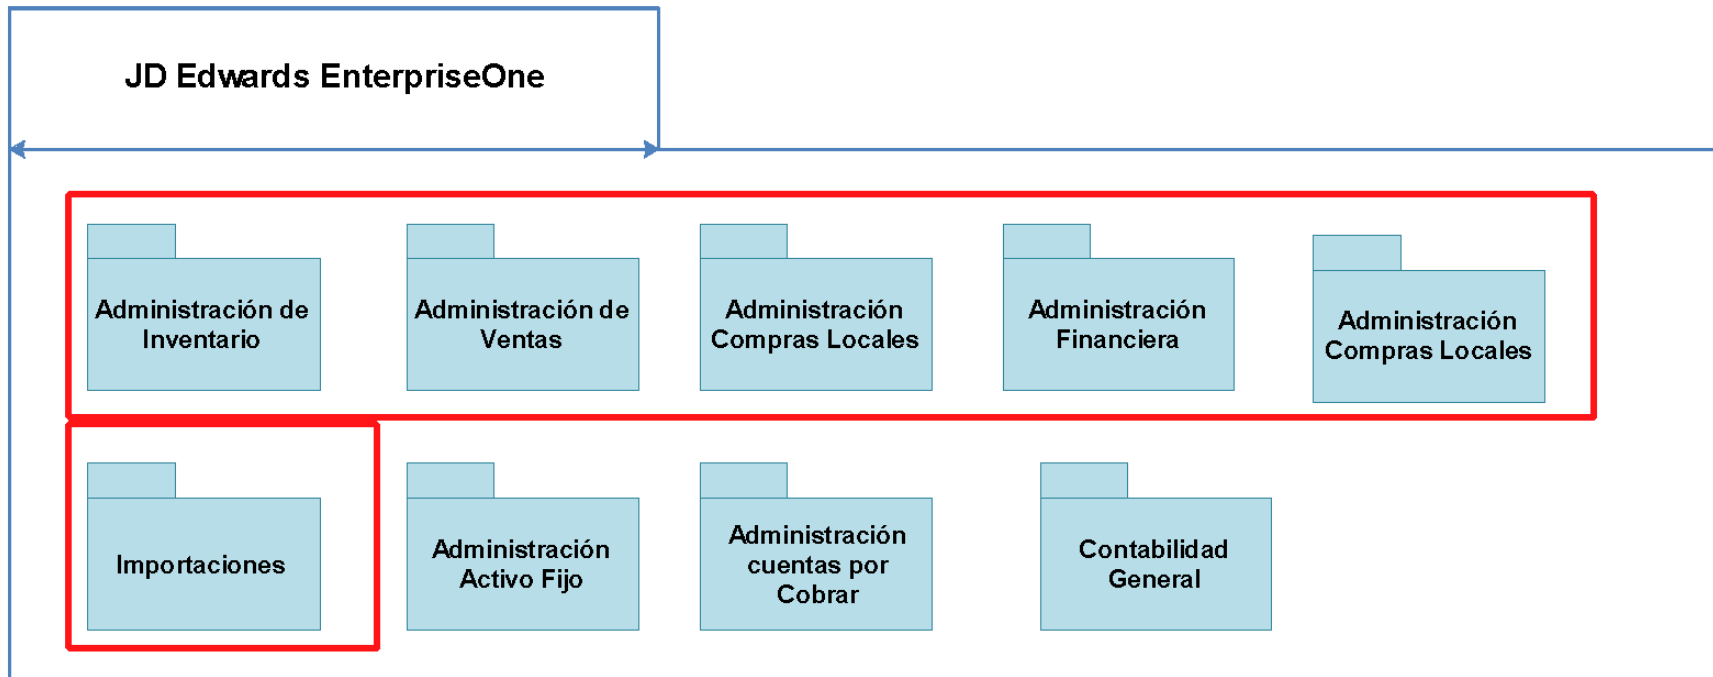 JD Edwards EnterpriseOne
Administración de
Inventario
Administración de
Ventas
Administración
Compras Locales
Administración
Financiera
Administración
Compras Locales
Importaciones
Administración
Activo Fijo
Administración
cuentas por
Cobrar
Contabilidad
General